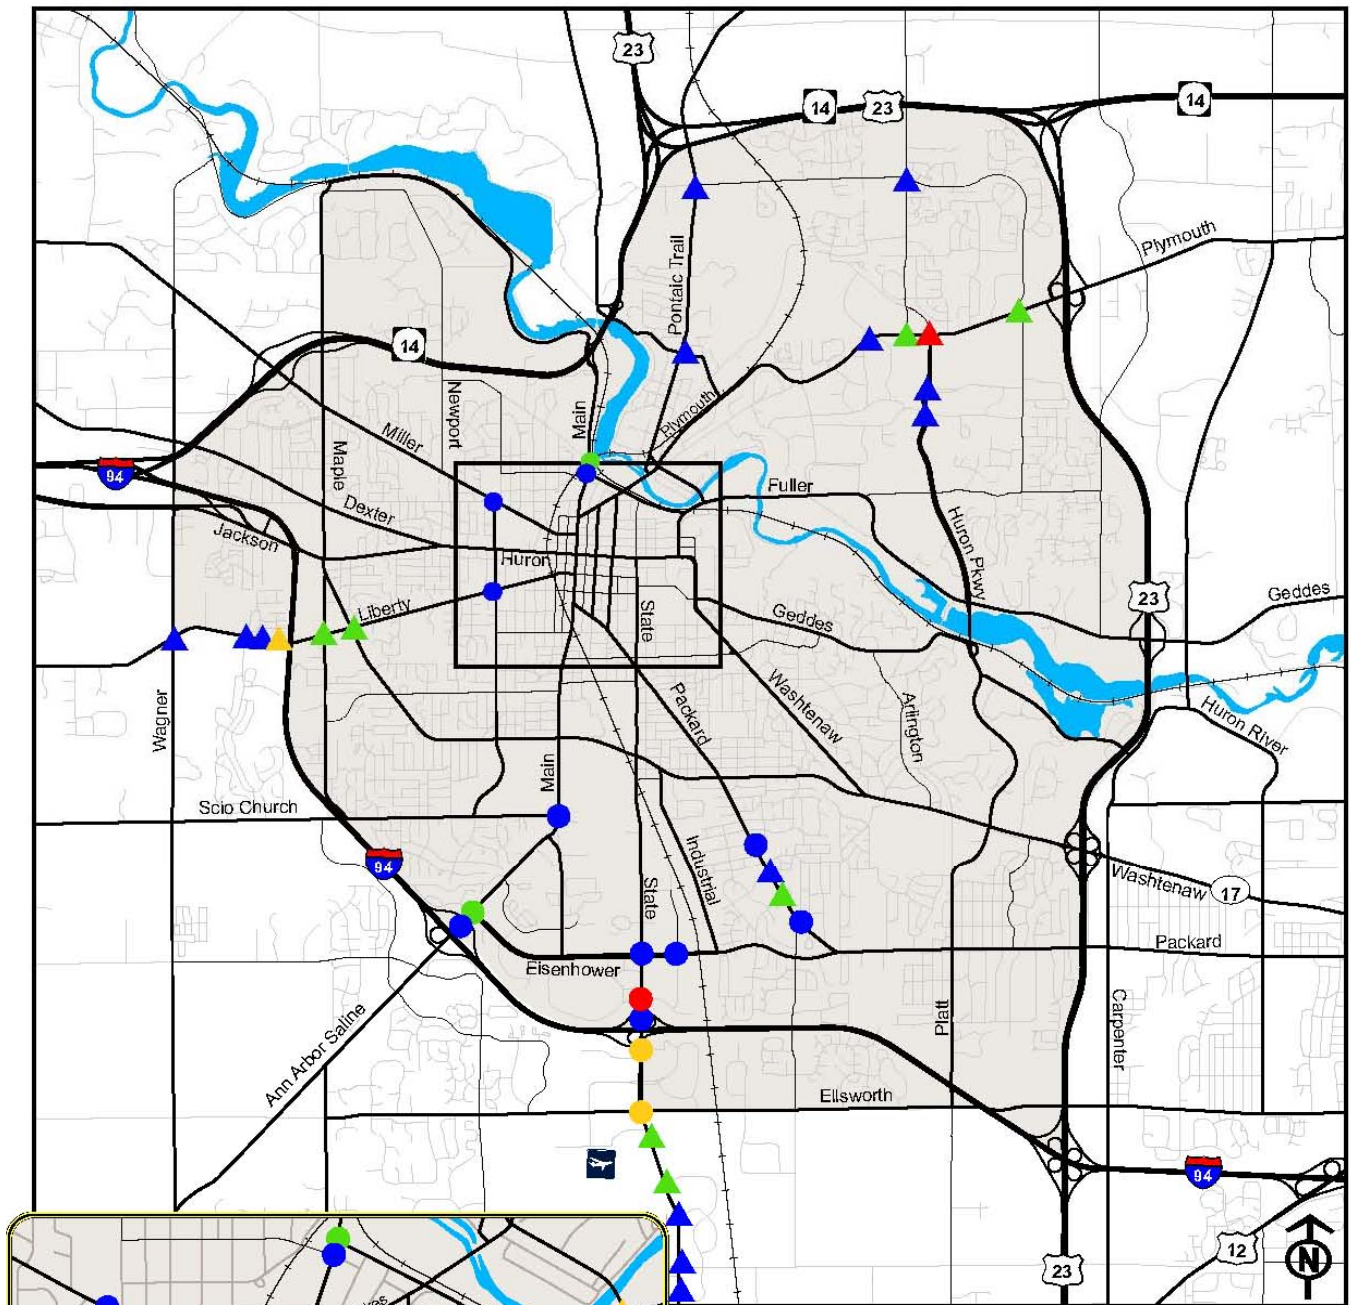 23
14
23
14
Plymouth
Pontaic Trail
14
Newport
Main
Plymouth
Miller
Maple
94
Fuller
Dexter
Jackson
Huron
Huron Pkwy
Liberty
State
Geddes
Geddes
23
Wagner
Packard
Washtenaw
Arlington
Huron River
Main
Scio Church
94
Industrial
State
Washtenaw
17
Packard
Eisenhower
Ann Arbor Saline
Platt
Carpenter
Ellsworth
94
12
23
N